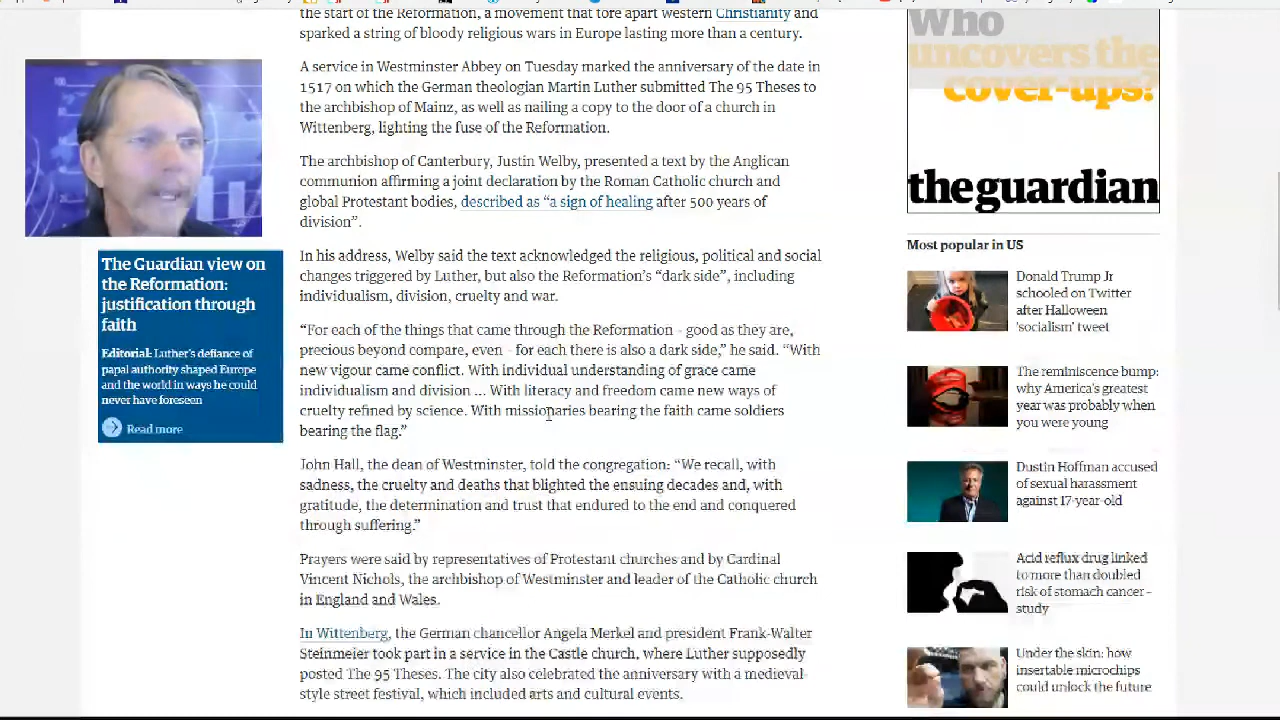 the start of the Reformation, a movement that tore apart western Christianity and
sparked a string of bloody religious wars in Europe lasting more than a century.
A service in Westminster Abbey on Tuesday marked the anniversary of the date in
1517 on which the German theologian Martin Luther submitted The 95 Theses to
the archbishop of Mainz, as well as nailing a copy to the door of a church in
Wittenberg, lighting the fuse of the Reformation.
The archbishop of Canterbury, Justin Welby, presented a text by the Anglican
communion affirming a joint declaration by the Roman Catholic church and
global Protestant bodies, described as “a sign of healing after 500 years of
division”.
In his address, Welby said the text acknowledged the religious, political and social
changes triggered by Luther, but also the Reformation’s “dark side”, including
individualism, division, cruelty and war.
“For each of the things that came through the Reformation - good as they are,
precious beyond compare, even - for each there is also a dark side,” he said. “With
new vigour came conflict. With individual understanding of grace came
individualism and division ... With literacy and freedom came new ways of
cruelty refined by science. With missionaries bearing the faith came soldiers
bearing the flag.”
John Hall, the dean of Westminster, told the congregation: “We recall, with
sadness, the cruelty and deaths that blighted the ensuing decades and, with
gratitude, the determination and trust that endured to the end and conquered
through suffering.”
Prayers were said by representatives of Protestant churches and by Cardinal
Vincent Nichols, the archbishop of Westminster and leader of the Catholic church
in England and Wales.
In Wittenberg, the German chancellor Angela Merkel and president Frank-Walter
Steinmeier took part in a service in the Castle church, where Luther supposedly
posted The 95 Theses. The city also celebrated the anniversary with a medieval-
style street festival, which included arts and cultural events.
The Guardian view on
the Reformation:
justification through
faith
Editorial: Luther’s defiance of
papal authority shaped Europe
and the world in ways he could
never have foreseen
Read more
Who
uncovers the
cover-ups?
theguardian
Most popular in US
Donald Trump Jr
schooled on Twitter
after Halloween
‘socialism’ tweet
The reminiscence bump:
why America’s greatest
year was probably when
you were young
Dustin Hoffman accused
of sexual harassment
against 17-year-old
Acid reflux drug linked
to more than doubled
risk of stomach cancer –
study
Under the skin: how
insertable microchips
could unlock the future